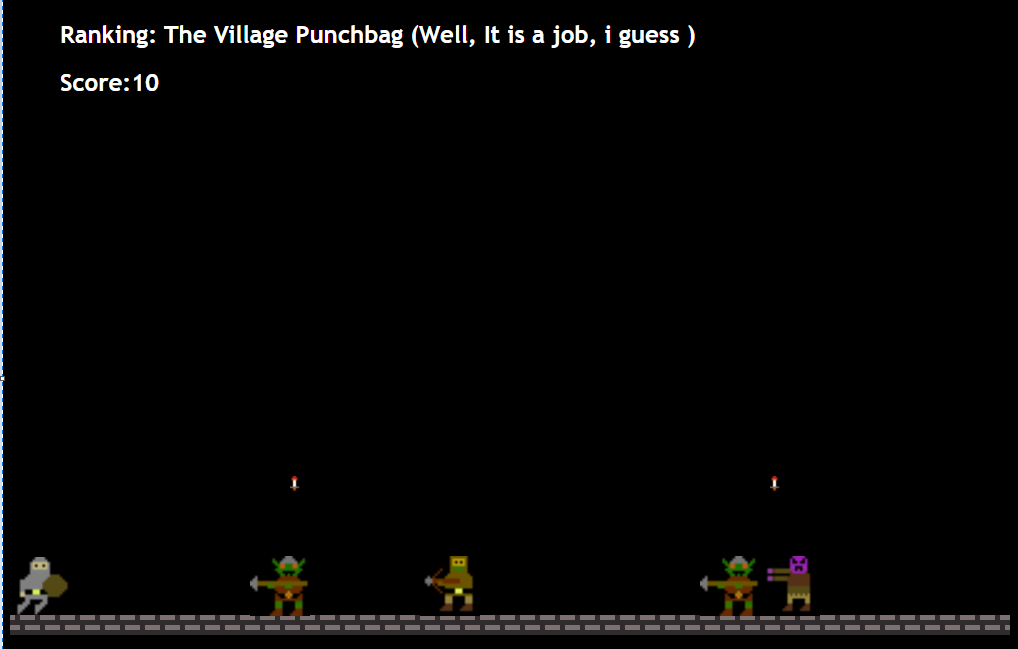 Ranking: The Village Punchbag (Well, It is a job, i guess )
Score:10